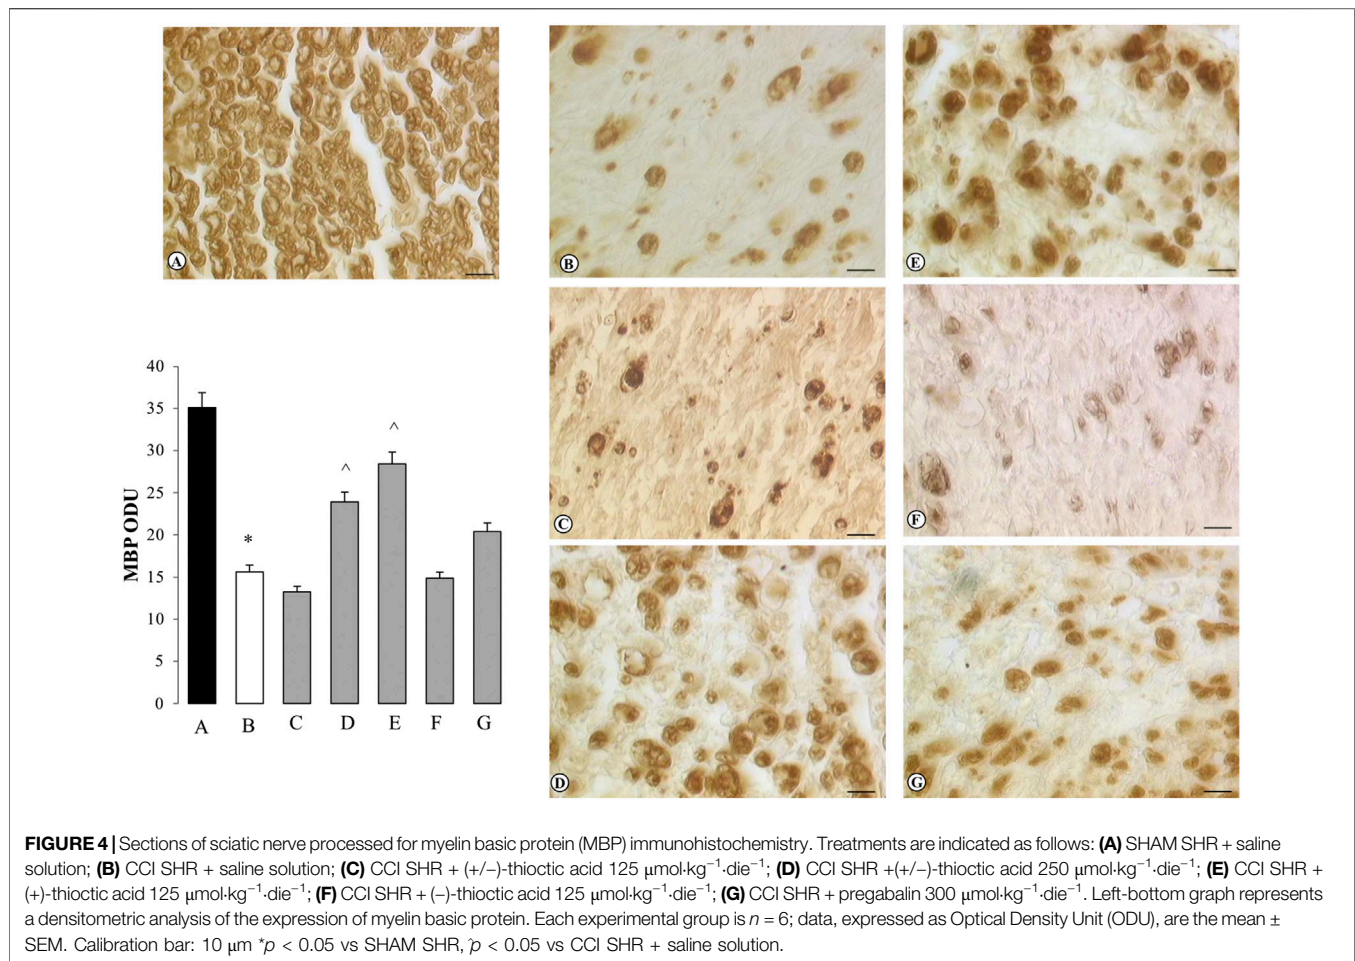 A
B
E
C
F
D
G
40
35
30
25
20
15
10
5
0
MBP ODU
*
^
^
A B C D E F G
FIGURE 4 | Sections of sciatic nerve processed for myelin basic protein (MBP) immunohistochemistry. Treatments are indicated as follows: (A) SHAM SHR + saline
solution; (B) CCI SHR + saline solution; (C) CCI SHR + (+/−)-thioctic acid 125 μmol·kg⁻¹·die⁻¹; (D) CCI SHR +(+/−)-thioctic acid 250 μmol·kg⁻¹·die⁻¹; (E) CCI SHR +
(+)-thioctic acid 125 μmol·kg⁻¹·die⁻¹; (F) CCI SHR + (−)-thioctic acid 125 μmol·kg⁻¹·die⁻¹; (G) CCI SHR + pregabalin 300 μmol·kg⁻¹·die⁻¹. Left-bottom graph represents
a densitometric analysis of the expression of myelin basic protein. Each experimental group is n = 6; data, expressed as Optical Density Unit (ODU), are the mean ±
SEM. Calibration bar: 10 μm *p < 0.05 vs SHAM SHR, ^p < 0.05 vs CCI SHR + saline solution.